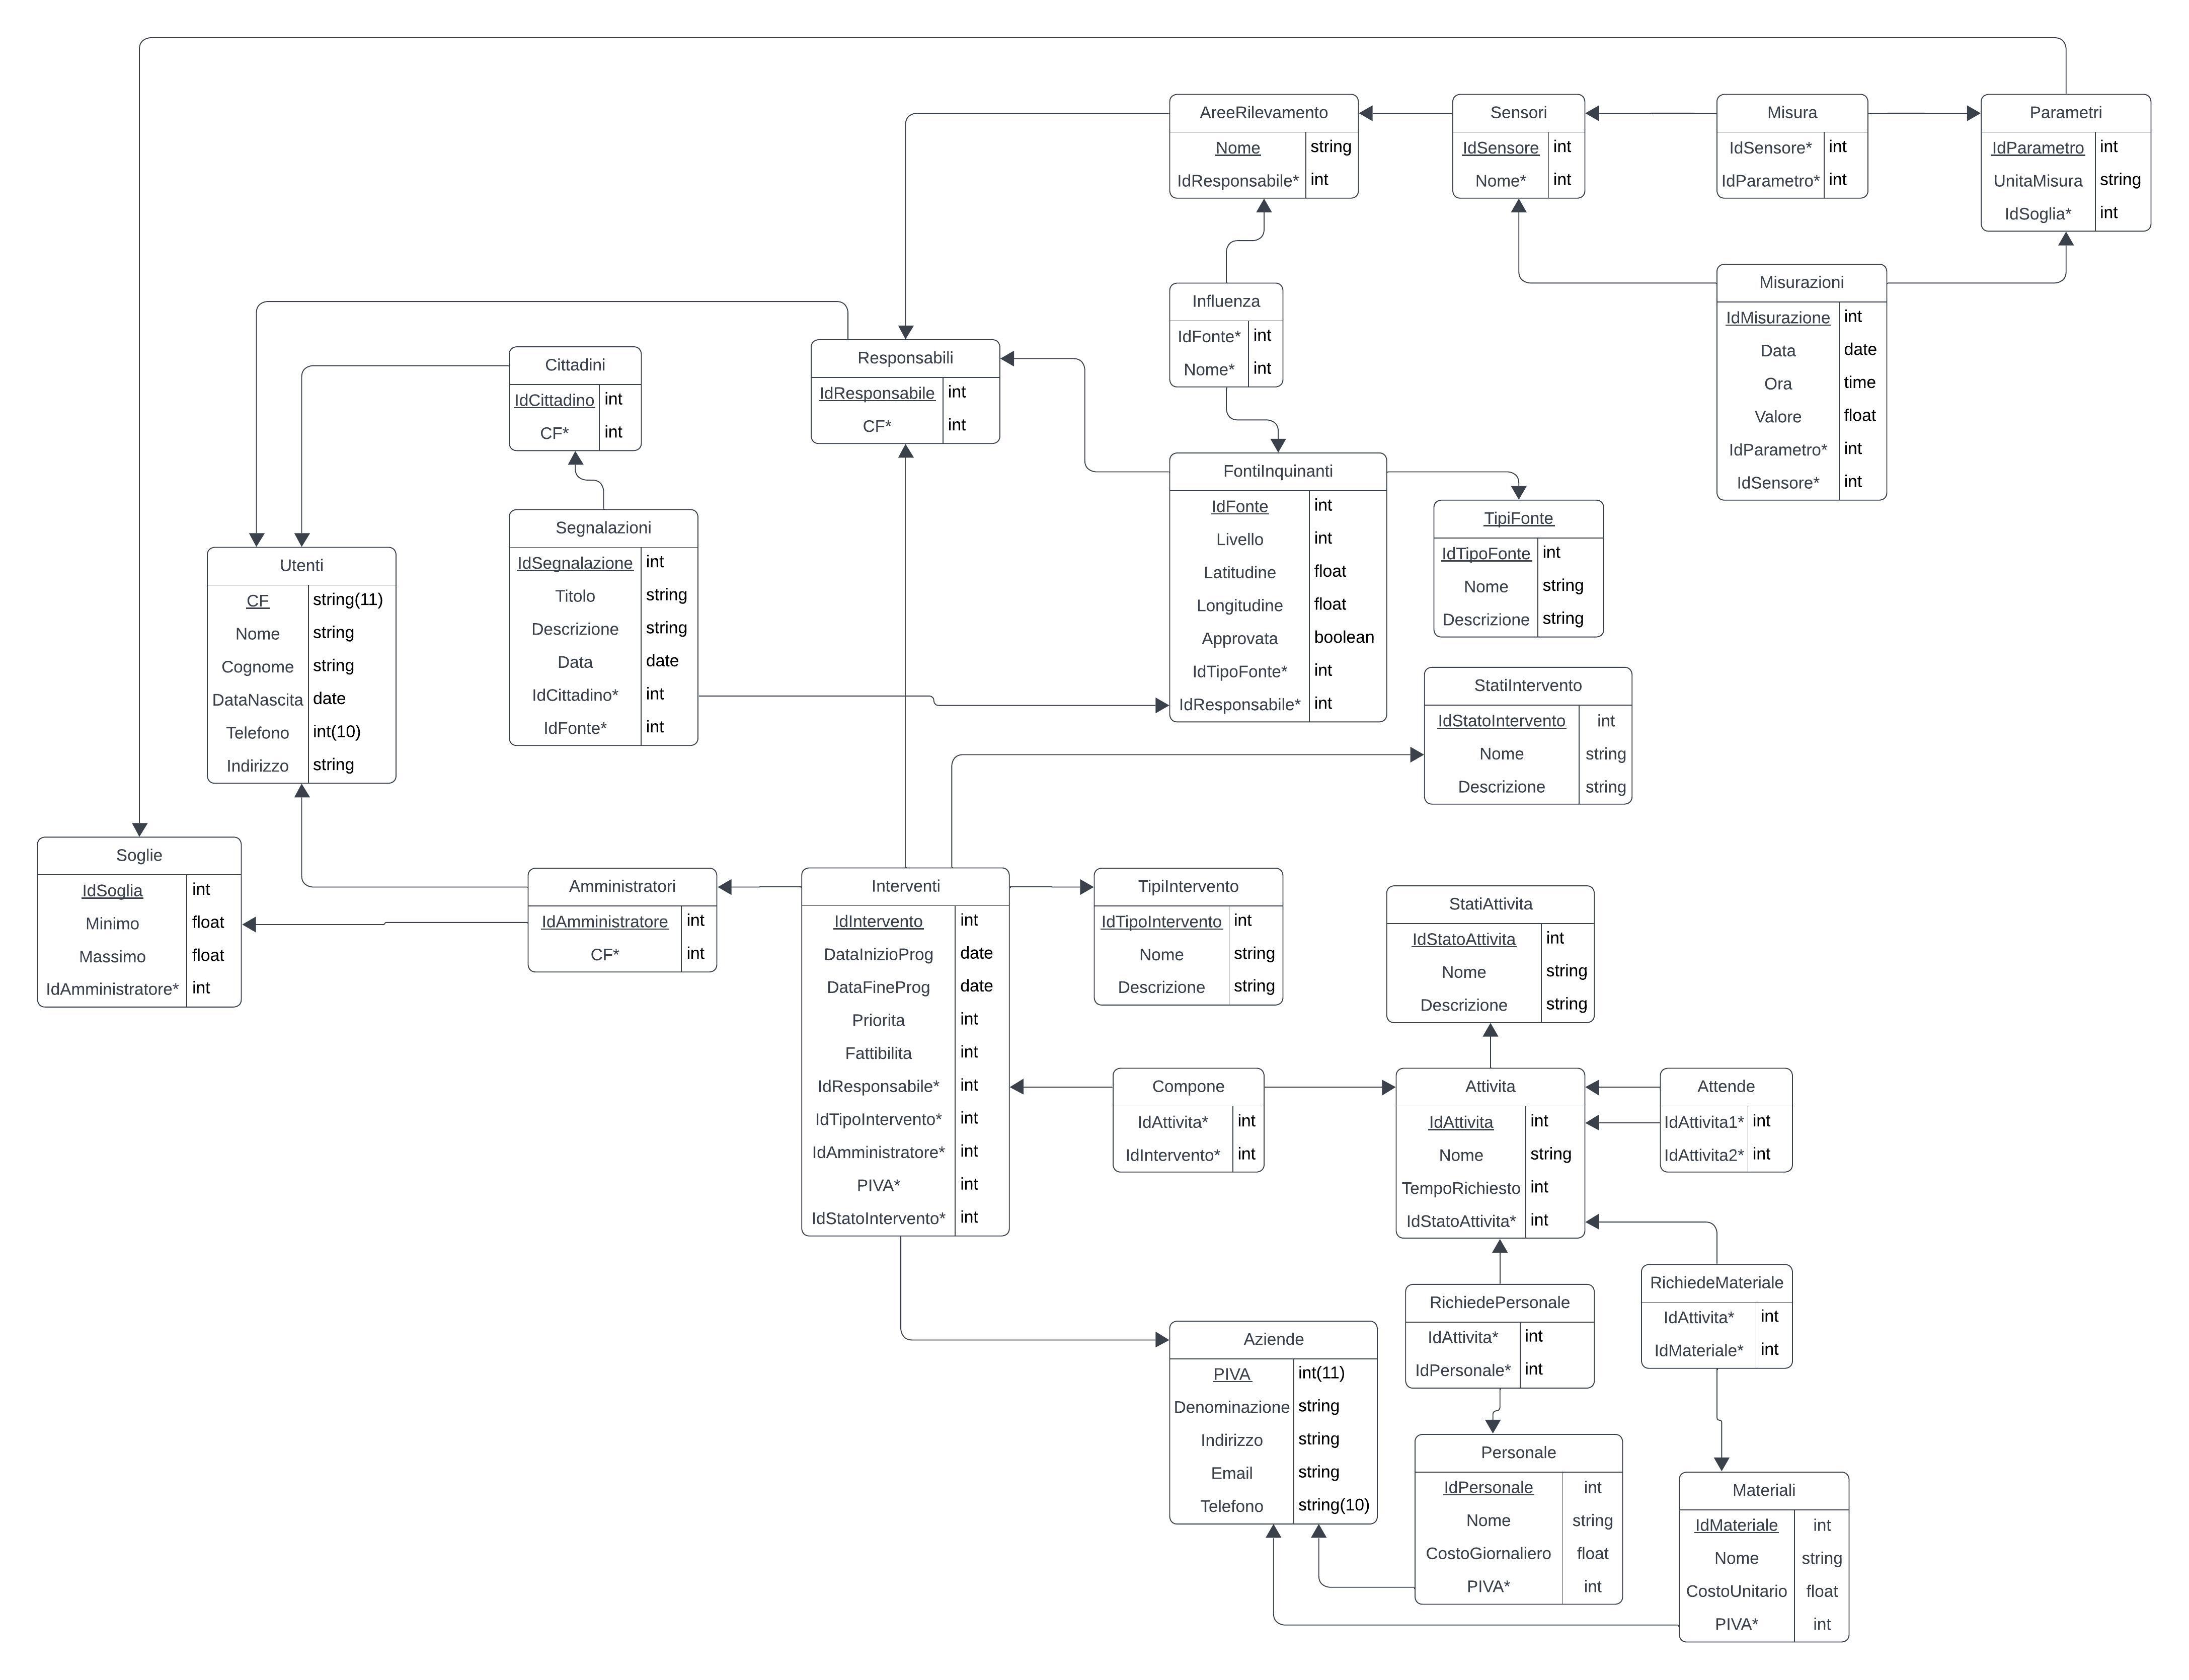 AreeRilevamento
Nome string
IdResponsabile* int
Sensori
IdSensore int
Nome* int
Misura
IdSensore* int
IdParametro* int
Parametri
IdParametro int
UnitaMisura string
IdSoglia* int
Influenza
IdFonte* int
Nome* int
Misurazioni
IdMisurazione int
Data date
Ora time
Valore float
IdParametro* int
IdSensore* int
Cittadini
IdCittadino int
CF* int
Responsabili
IdResponsabile int
CF* int
FontiInquinanti
IdFonte int
Livello int
Latitudine float
Longitudine float
Approvata boolean
IdTipoFonte* int
IdResponsabile* int
TipiFonte
IdTipoFonte int
Nome string
Descrizione string
Utenti
CF string(11)
Nome string
Cognome string
DataNascita date
Telefono int(10)
Indirizzo string
Segnalazioni
IdSegnalazione int
Titolo string
Descrizione string
Data date
IdCittadino* int
IdFonte* int
StatiIntervento
IdStatoIntervento int
Nome string
Descrizione string
Soglie
IdSoglia int
Minimo float
Massimo float
IdAmministratore* int
Amministratori
IdAmministratore int
CF* int
Interventi
IdIntervento int
DataInizioProg date
DataFineProg date
Priorita int
Fattibilita int
IdResponsabile* int
IdTipoIntervento* int
IdAmministratore* int
PIVA* int
IdStatoIntervento* int
TipiIntervento
IdTipoIntervento int
Nome string
Descrizione string
StatiAttivita
IdStatoAttivita int
Nome string
Descrizione string
Compone
IdAttivita* int
IdIntervento* int
Attivita
IdAttivita int
Nome string
TempoRichiesto int
IdStatoAttivita* int
Attende
IdAttivita1* int
IdAttivita2* int
RichiedePersonale
IdAttivita* int
IdPersonale* int
RichiedeMateriale
IdAttivita* int
IdMateriale* int
Aziende
PIVA int(11)
Denominazione string
Indirizzo string
Email string
Telefono string(10)
Personale
IdPersonale int
Nome string
CostoGiornaliero float
PIVA* int
Materiali
IdMateriale int
Nome string
CostoUnitario float
PIVA* int